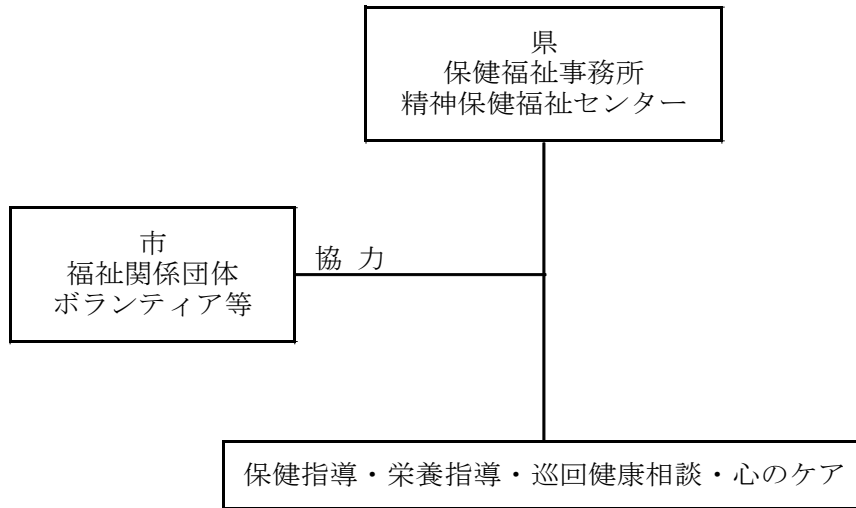 県
保健福祉事務所
精神保健福祉センター
市
福祉関係団体
ボランティア等
協 力
保健指導・栄養指導・巡回健康相談・心のケア